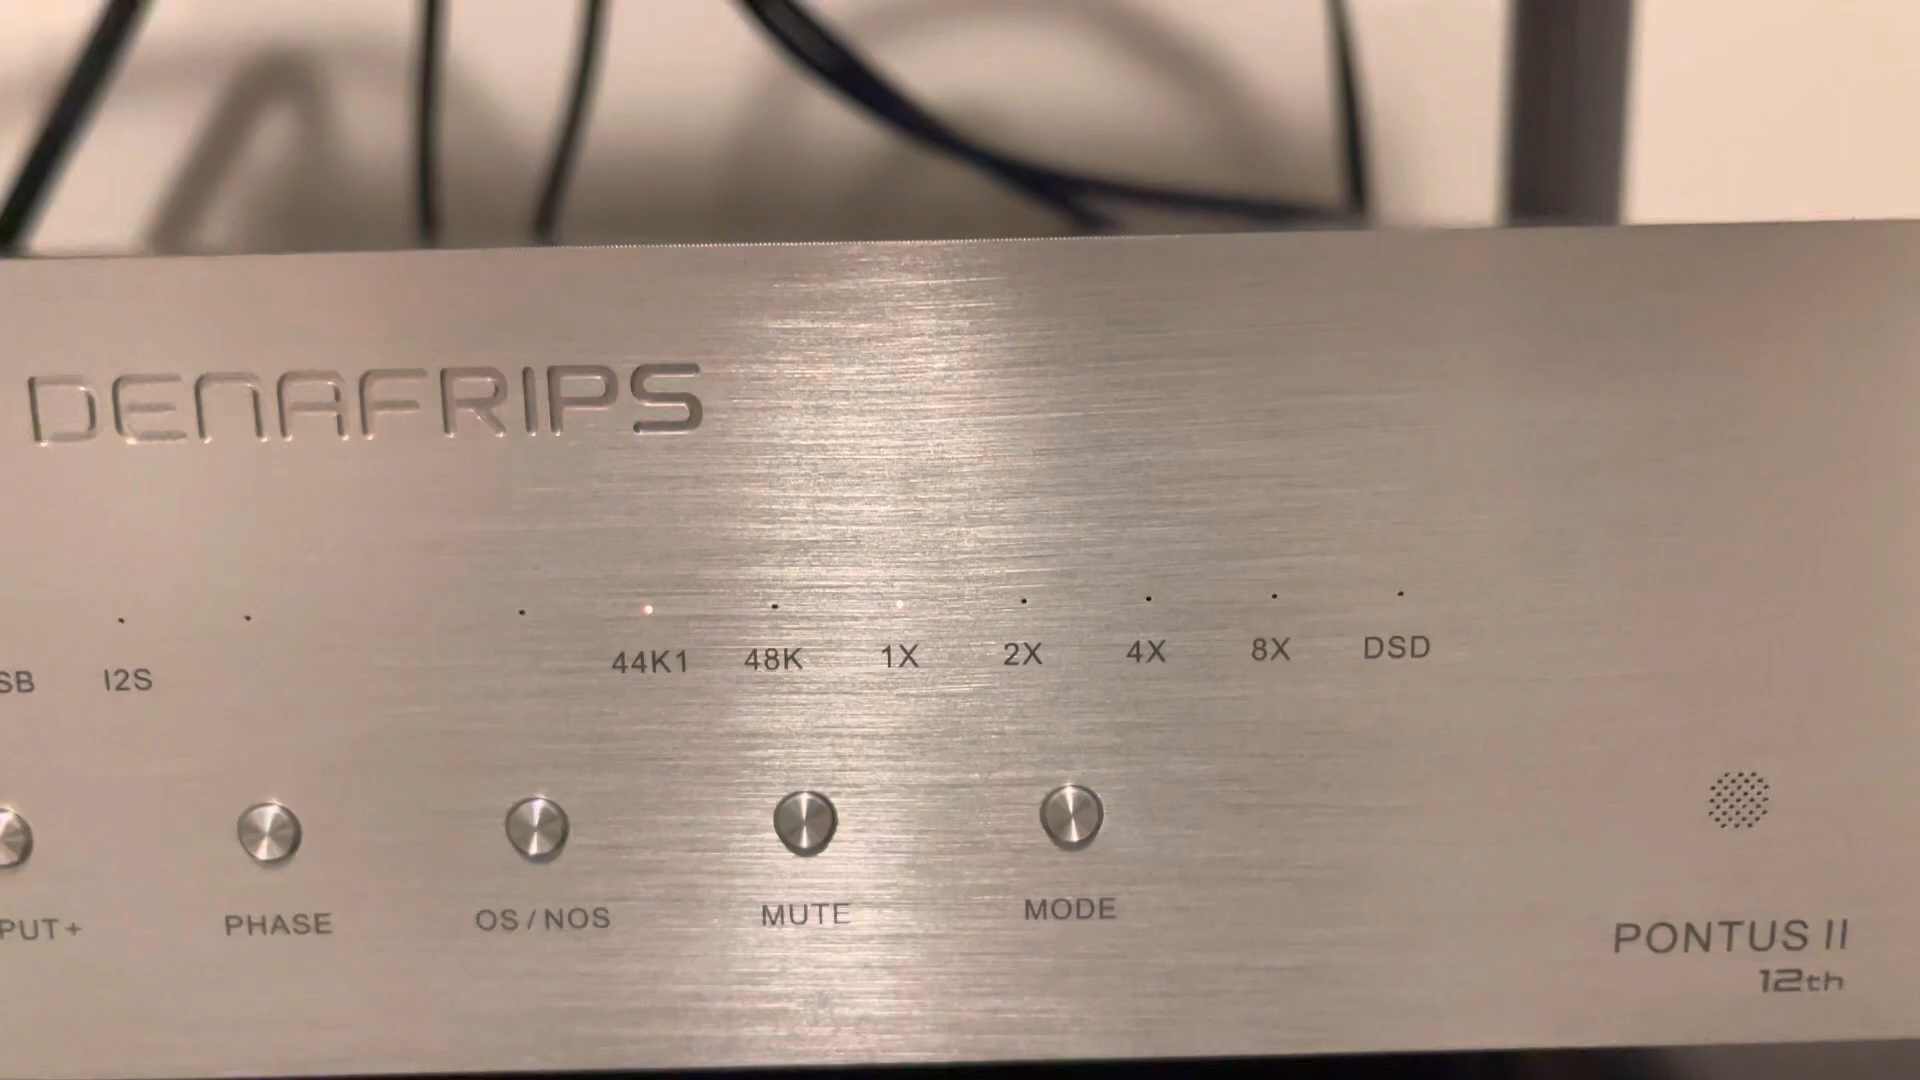 DENAFRIPS
SB I2S 44K1 48K 1X 2X 4X 8X DSD
PUT+ PHASE OS/NOS MUTE MODE
PONTUS II
12th